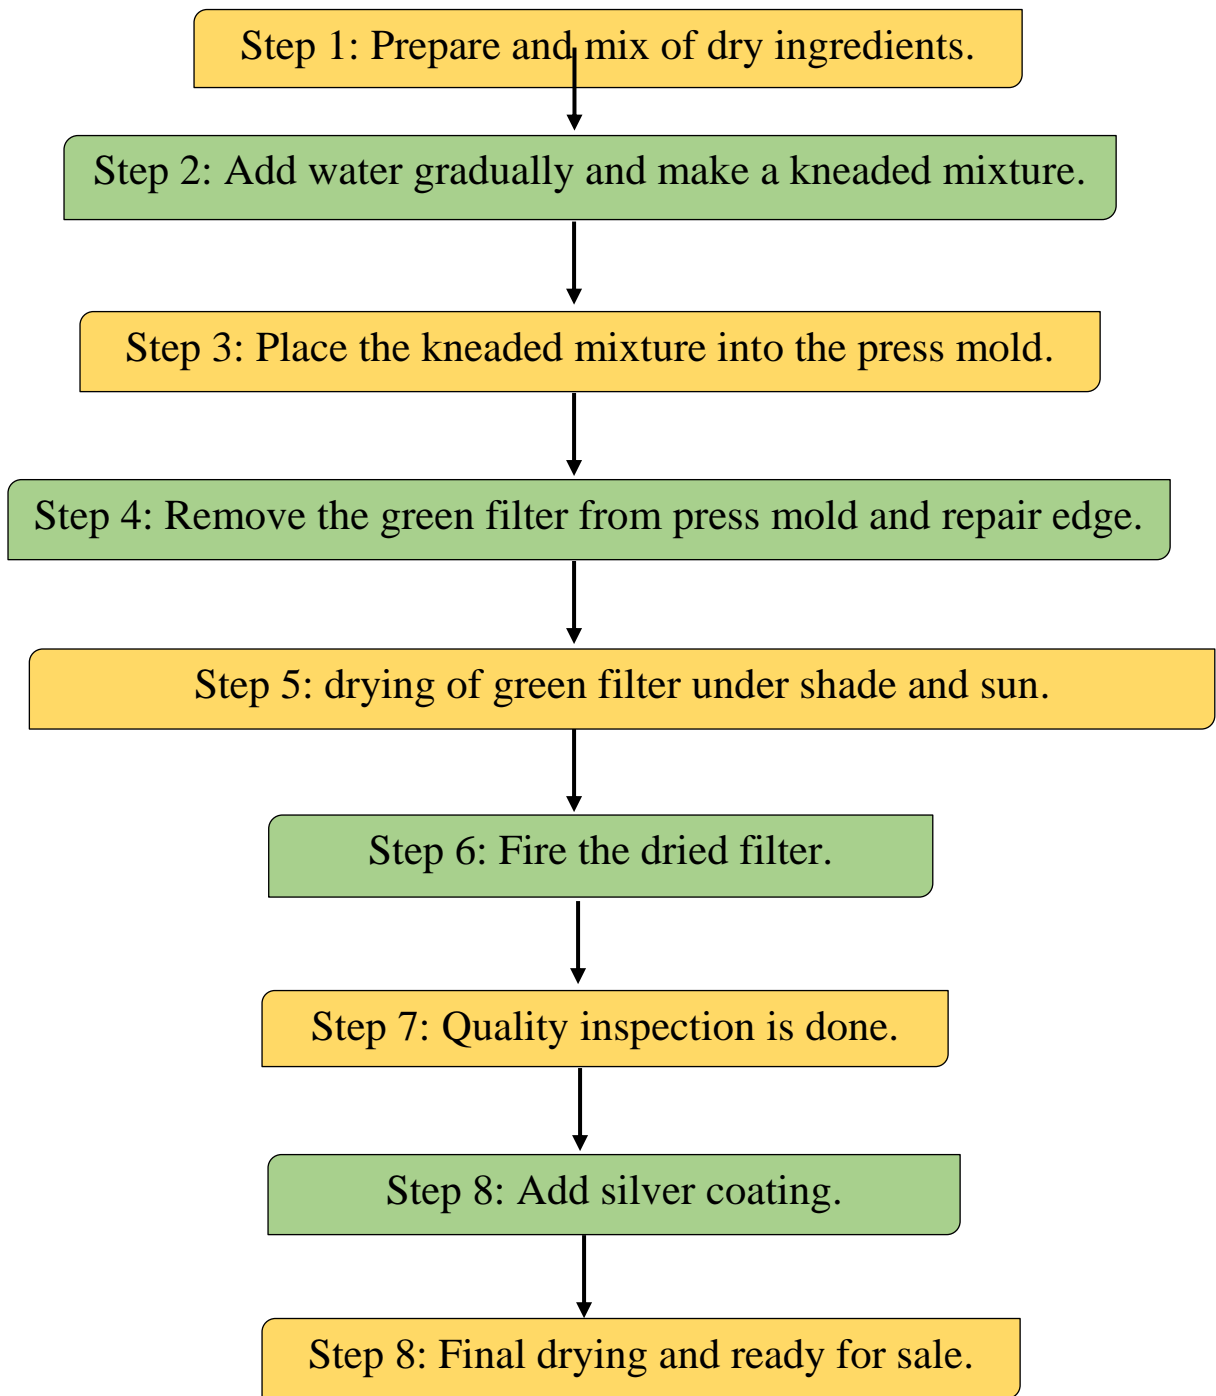 Step 1: Prepare and mix of dry ingredients.
Step 2: Add water gradually and make a kneaded mixture.
Step 3: Place the kneaded mixture into the press mold.
Step 4: Remove the green filter from press mold and repair edge.
Step 5: drying of green filter under shade and sun.
Step 6: Fire the dried filter.
Step 7: Quality inspection is done.
Step 8: Add silver coating.
Step 8: Final drying and ready for sale.